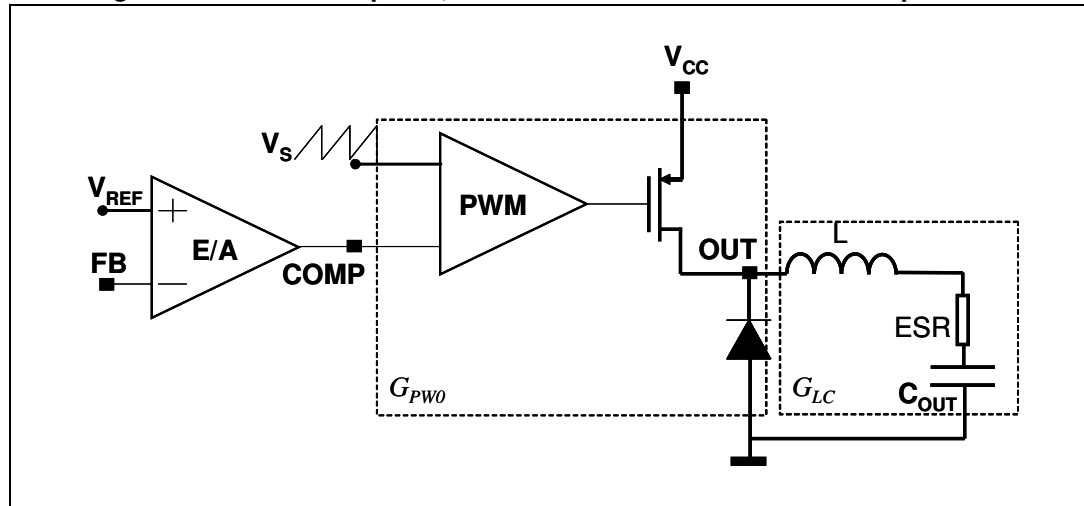 V_CC
V_S
V_REF
+
PWM
E/A
OUT
L
FB
COMP
−
ESR
G_PW0
G_LC
C_OUT